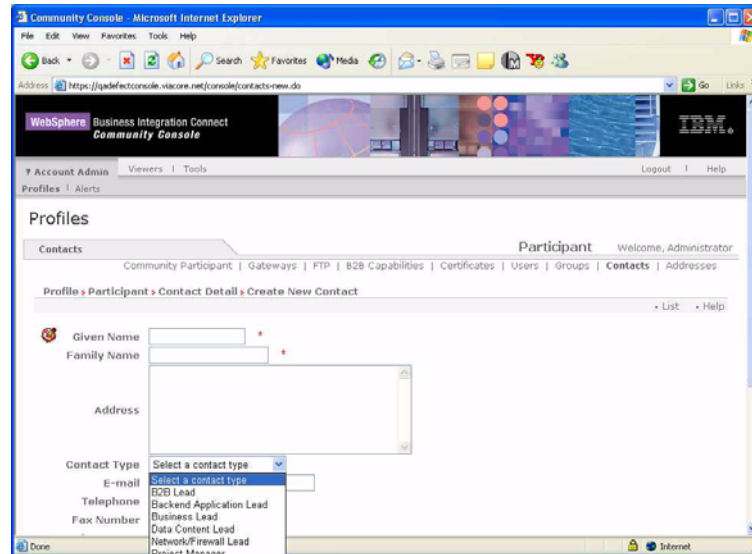 Community Console - Microsoft Internet Explorer
File Edit View Favorites Tools Help
Back Search Favorites Media
Address https://qadefectconsole.viacore.net/console/contacts-new.do Go Links
WebSphere Business Integration Connect
Community Console
IBM.
Account Admin Viewers | Tools Logout | Help
Profiles | Alerts
Profiles
Contacts Participant Welcome, Administrator
Community Participant | Gateways | FTP | B2B Capabilities | Certificates | Users | Groups | Contacts | Addresses
Profile » Participant » Contact Detail » Create New Contact
• List • Help
Given Name *
Family Name *
Address
Contact Type Select a contact type
E-mail Select a contact type
B2B Lead
Telephone Backend Application Lead
Business Lead
Fax Number Data Content Lead
Network/Firewall Lead
Project Manager
Done Internet